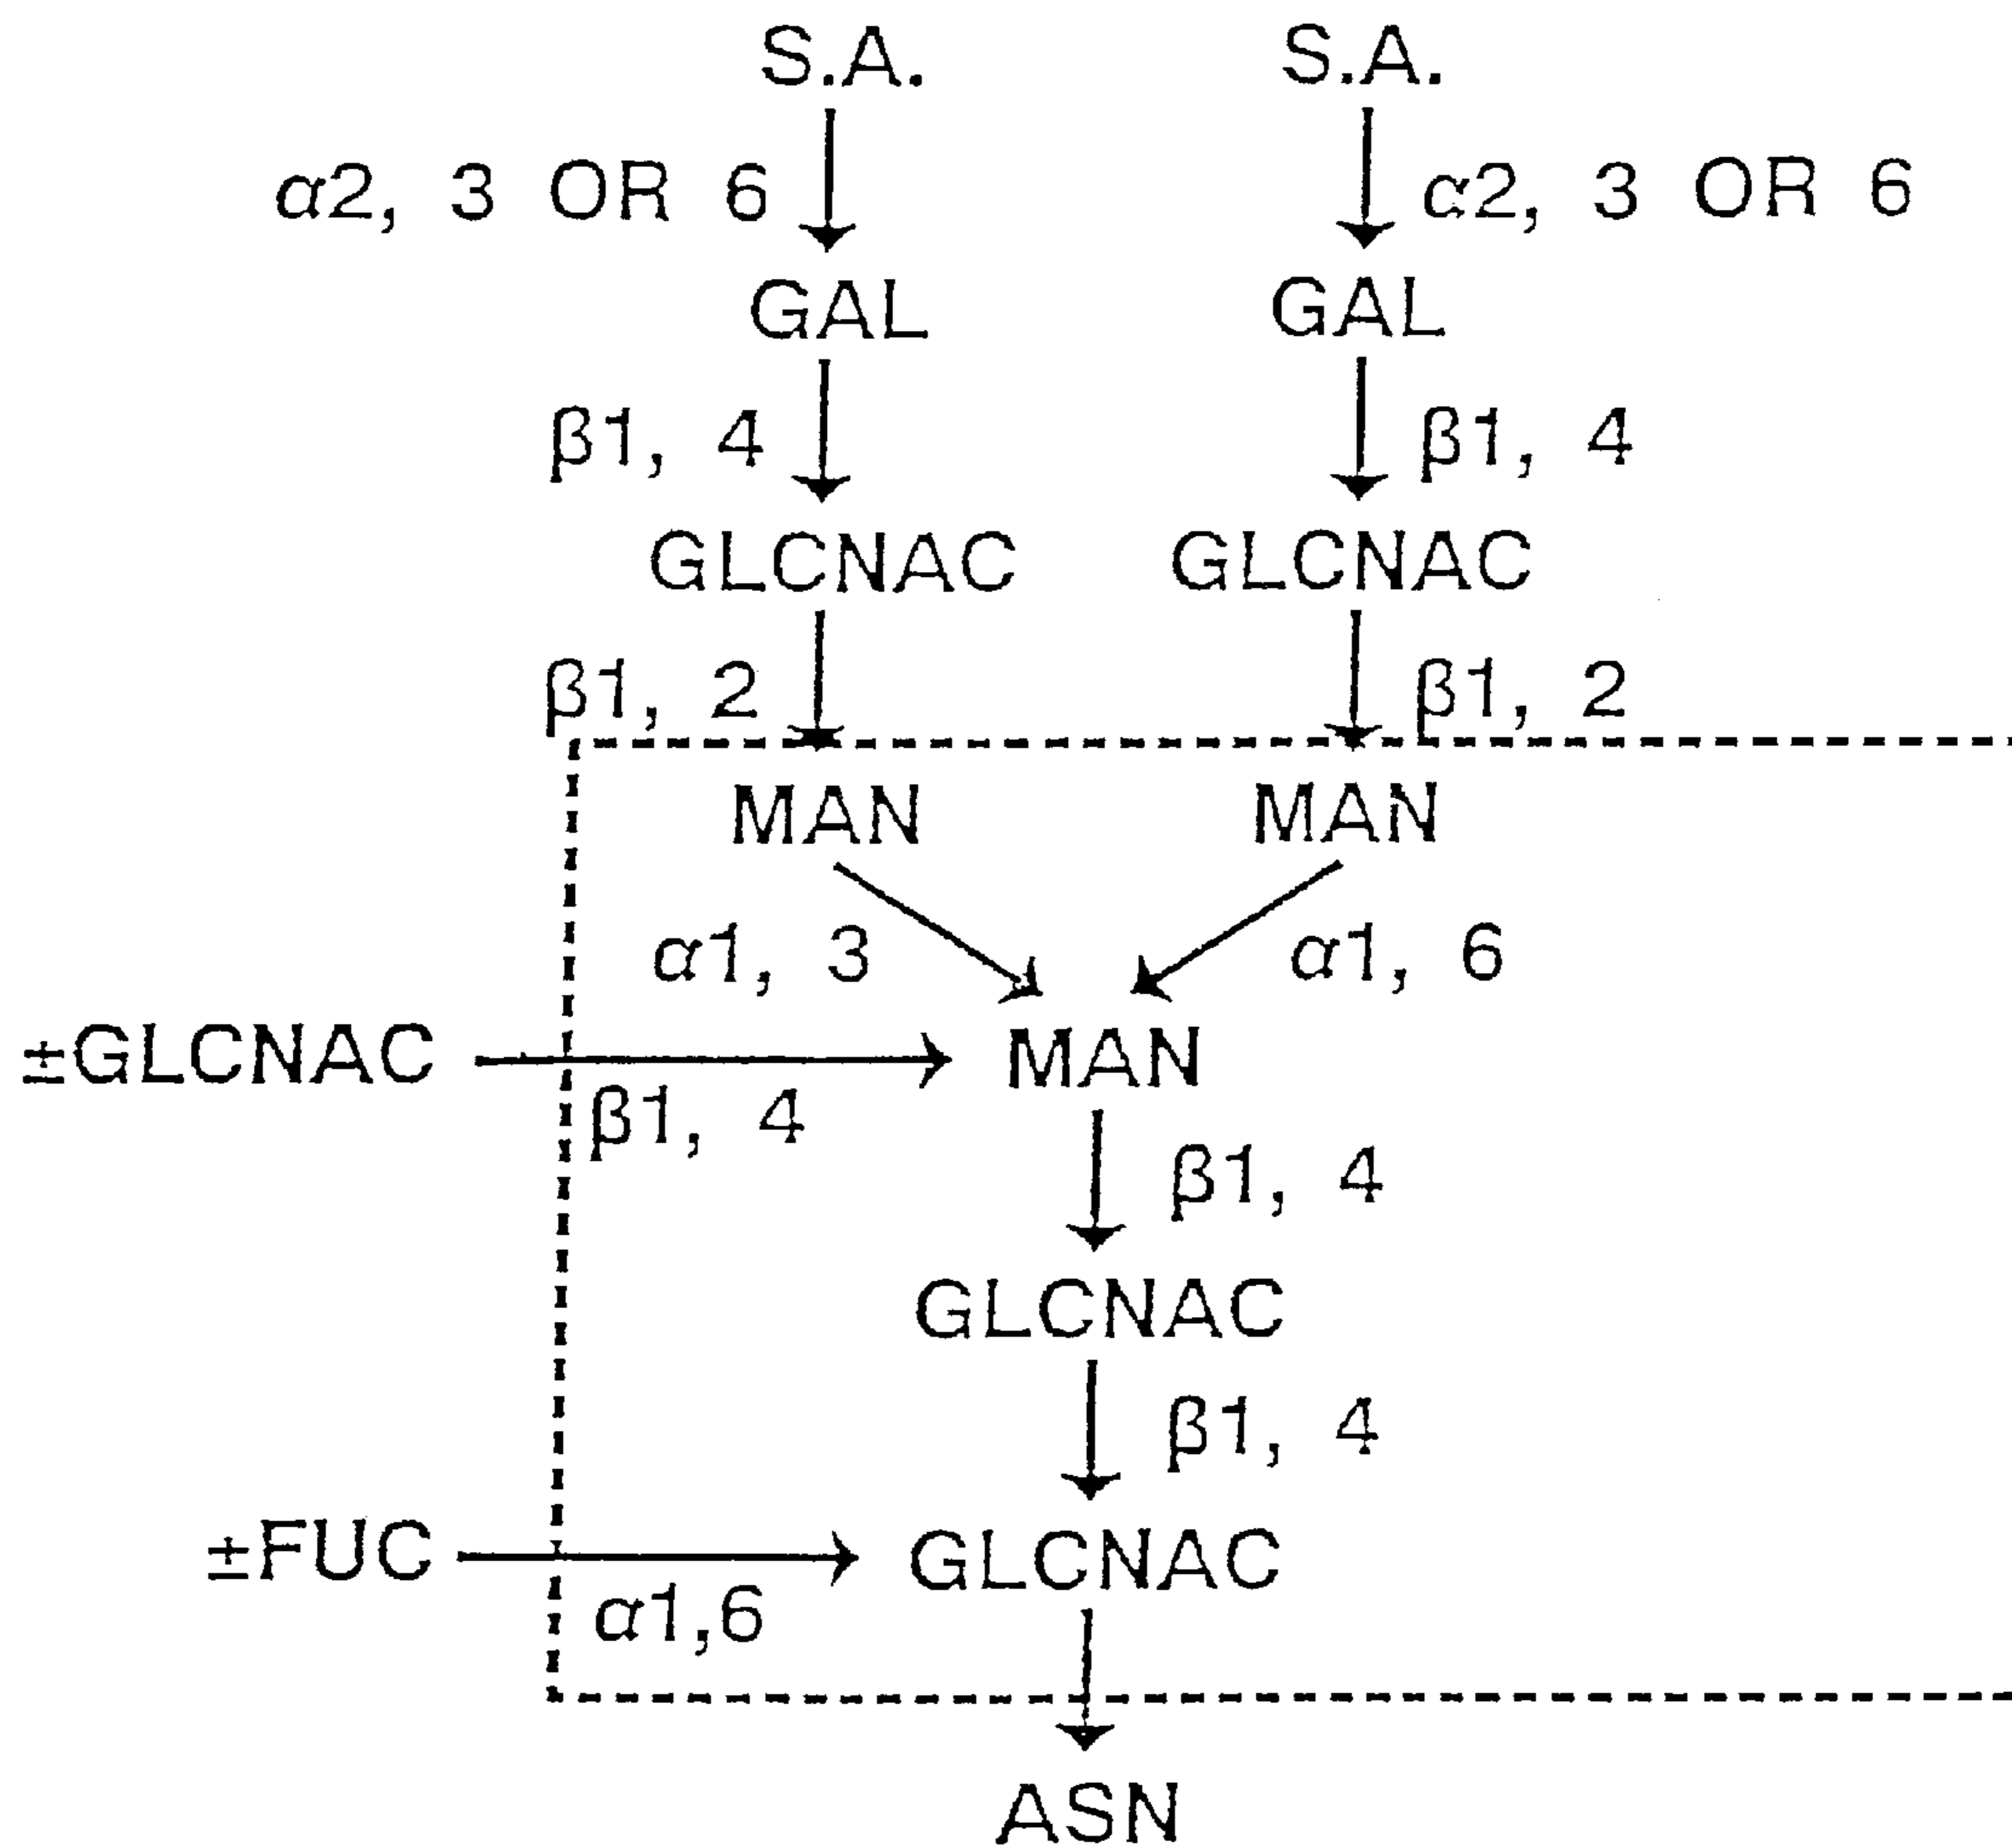 S.A. S.A.
α2, 3 OR 6 α2, 3 OR 6
GAL GAL
β1, 4 β1, 4
GLCNAC GLCNAC
β1, 2 β1, 2
MAN MAN
α1, 3 α1, 6
±GLCNAC MAN
β1, 4
β1, 4
GLCNAC
β1, 4
±FUC GLCNAC
α1,6
ASN